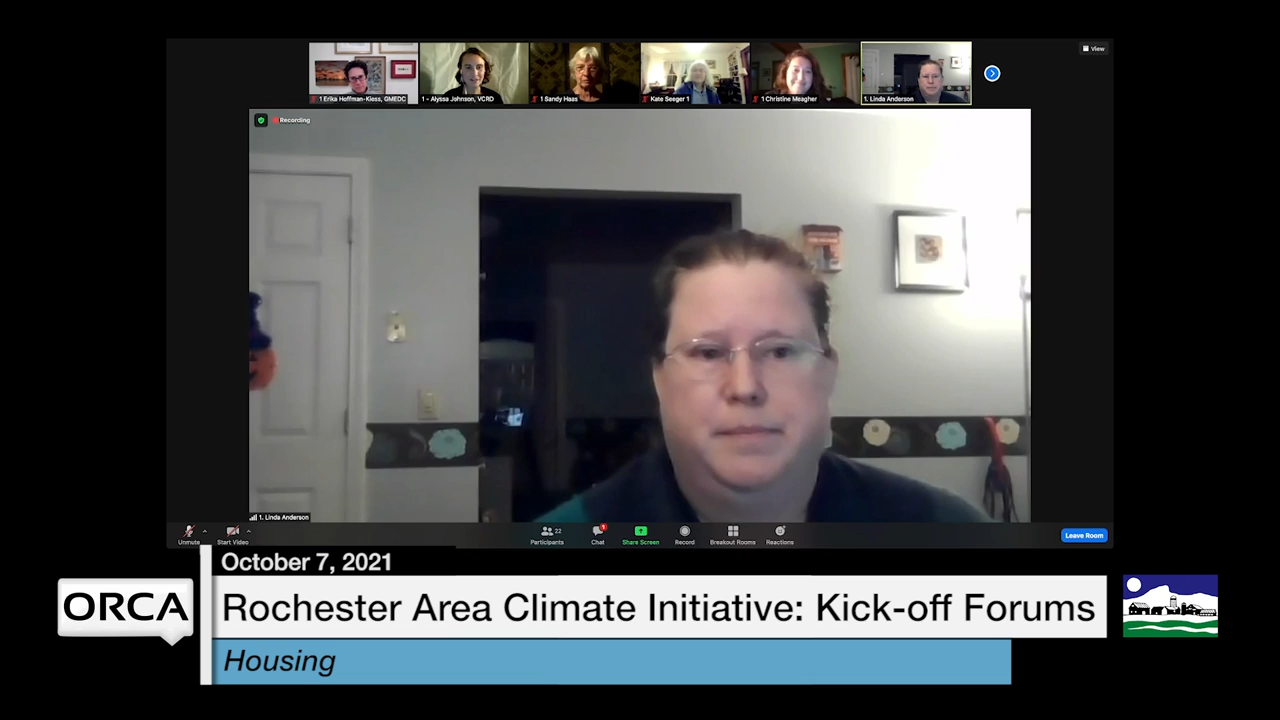 View
1 Erika Hoffman-Kiess, GMEDC
1 - Alyssa Johnson, VCRD
1 Sandy Haas
Kate Seeger 1
1 Christine Meagher
1. Linda Anderson
Recording
1. Linda Anderson
Unmute
Start Video
Participants
22
Chat
1
Share Screen
Record
Breakout Rooms
Reactions
Leave Room
October 7, 2021
ORCA
Rochester Area Climate Initiative: Kick-off Forums
Housing